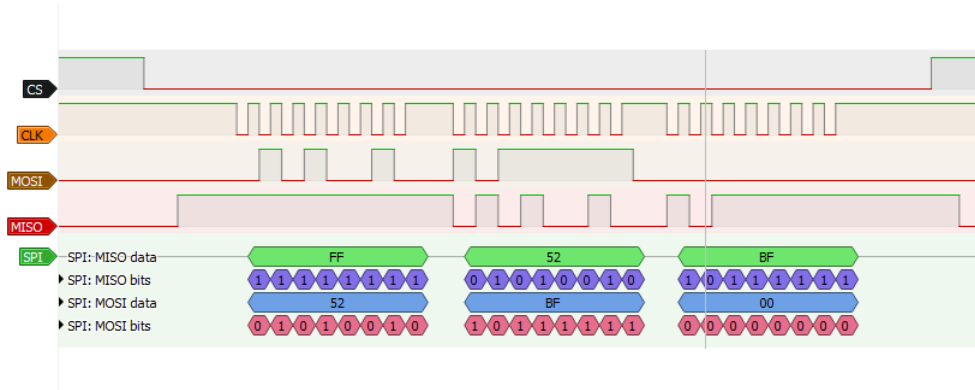 CS
CLK
MOSI
MISO
SPI SPI: MISO data FF 52 BF
SPI: MISO bits 1 1 1 1 1 1 1 1 0 1 0 1 0 0 1 0 1 0 1 1 1 1 1 1
SPI: MOSI data 52 BF 00
SPI: MOSI bits 0 1 0 1 0 0 1 0 1 0 1 1 1 1 1 1 0 0 0 0 0 0 0 0